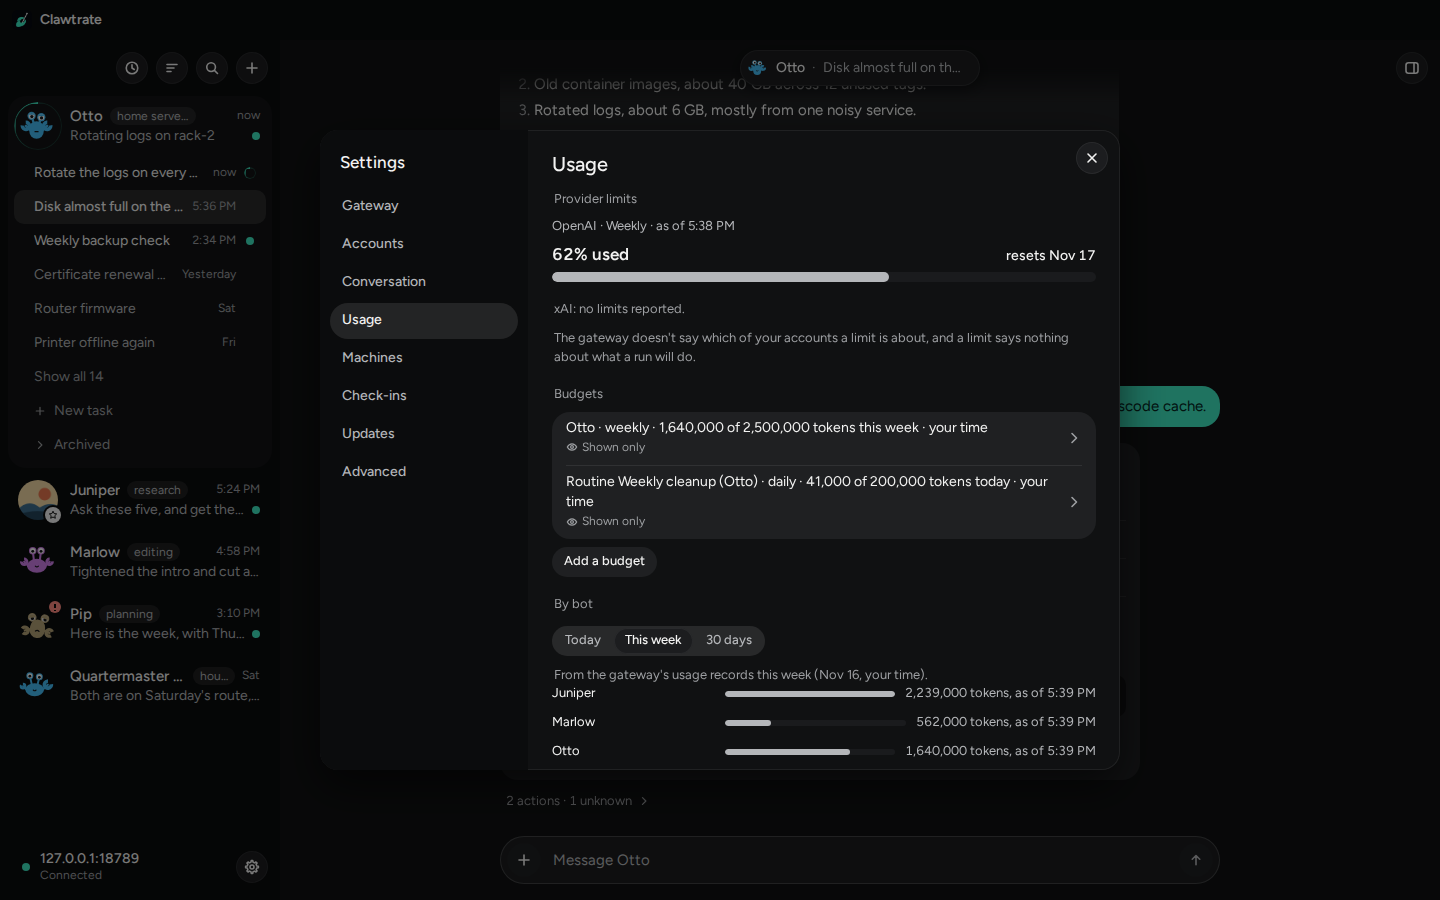 Clawtrate
Otto · Disk almost full on th...
2. Old container images, about 40 GB across 12 unused tags.
3. Rotated logs, about 6 GB, mostly from one noisy service.
Otto home serve... now
Rotating logs on rack-2
Rotate the logs on every ... now
Disk almost full on the ... 5:36 PM
Weekly backup check 2:34 PM
Certificate renewal ... Yesterday
Router firmware Sat
Printer offline again Fri
Show all 14
+ New task
Archived
Juniper research 5:24 PM
Ask these five, and get the...
Marlow editing 4:58 PM
Tightened the intro and cut a...
Pip planning 3:10 PM
Here is the week, with Thu...
Quartermaster ... hou... Sat
Both are on Saturday's route,...
127.0.0.1:18789
Connected
Settings
Gateway
Accounts
Conversation
Usage
Machines
Check-ins
Updates
Advanced
Usage
Provider limits
OpenAI · Weekly · as of 5:38 PM
62% used resets Nov 17
xAI: no limits reported.
The gateway doesn't say which of your accounts a limit is about, and a limit says nothing
about what a run will do.
Budgets
Otto · weekly · 1,640,000 of 2,500,000 tokens this week · your time
Shown only
Routine Weekly cleanup (Otto) · daily · 41,000 of 200,000 tokens today · your
time
Shown only
Add a budget
By bot
Today This week 30 days
From the gateway's usage records this week (Nov 16, your time).
Juniper 2,239,000 tokens, as of 5:39 PM
Marlow 562,000 tokens, as of 5:39 PM
Otto 1,640,000 tokens, as of 5:39 PM
scode cache.
2 actions · 1 unknown
Message Otto